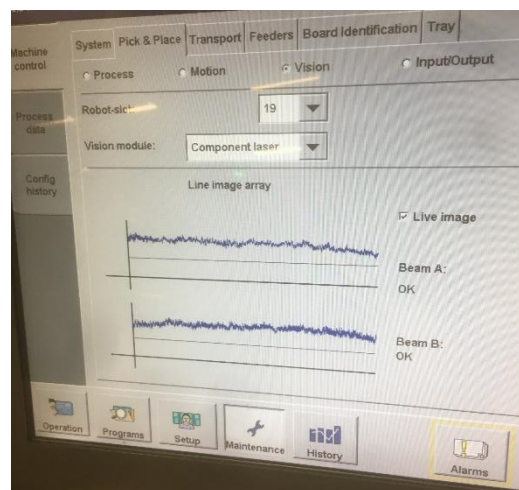 Machine control
Process data
Config history
System Pick & Place Transport Feeders Board Identification Tray
Process Motion Vision Input/Output
19
Vision module: Component laser
Line image array
Live image
Beam A:
OK
Beam B:
OK
Operation Programs Setup Maintenance History Alarms